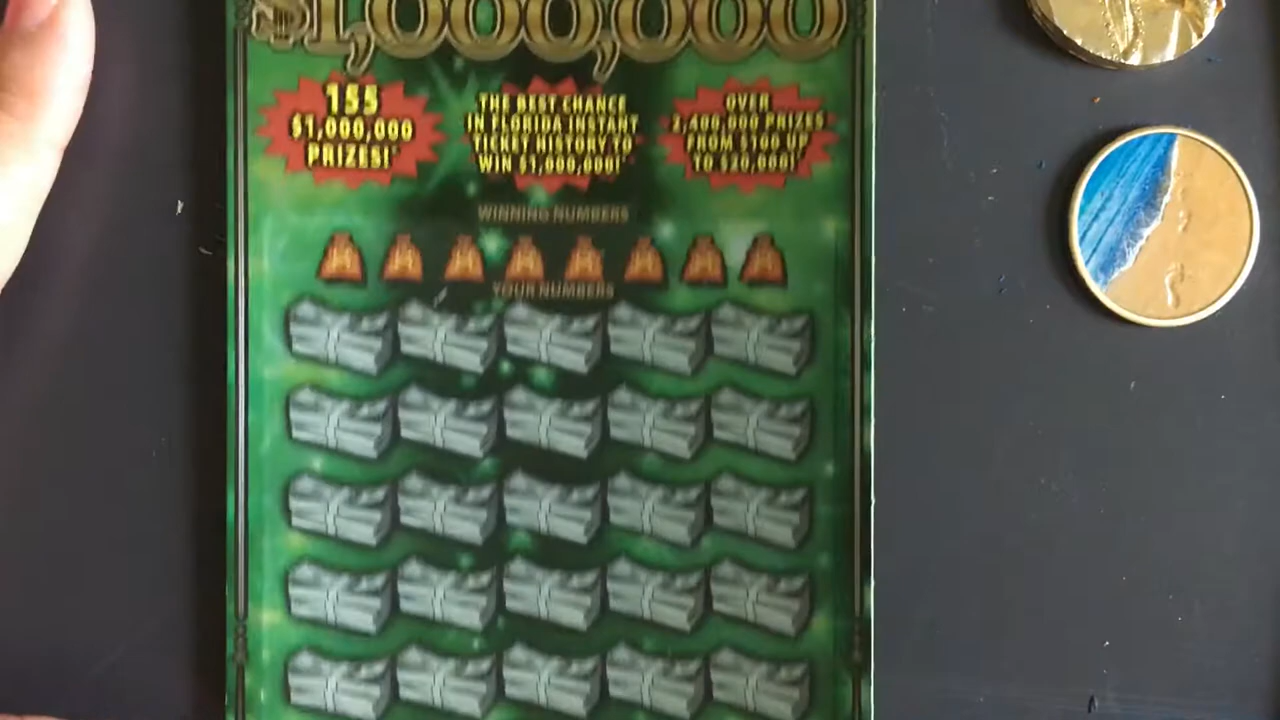 $1,000,000
155
$1,000,000
PRIZES!*
THE BEST CHANCE
IN FLORIDA INSTANT
TICKET HISTORY TO
WIN $1,000,000!*
OVER
2,400,000 PRIZES
FROM $100 UP
TO $20,000!*
WINNING NUMBERS
YOUR NUMBERS